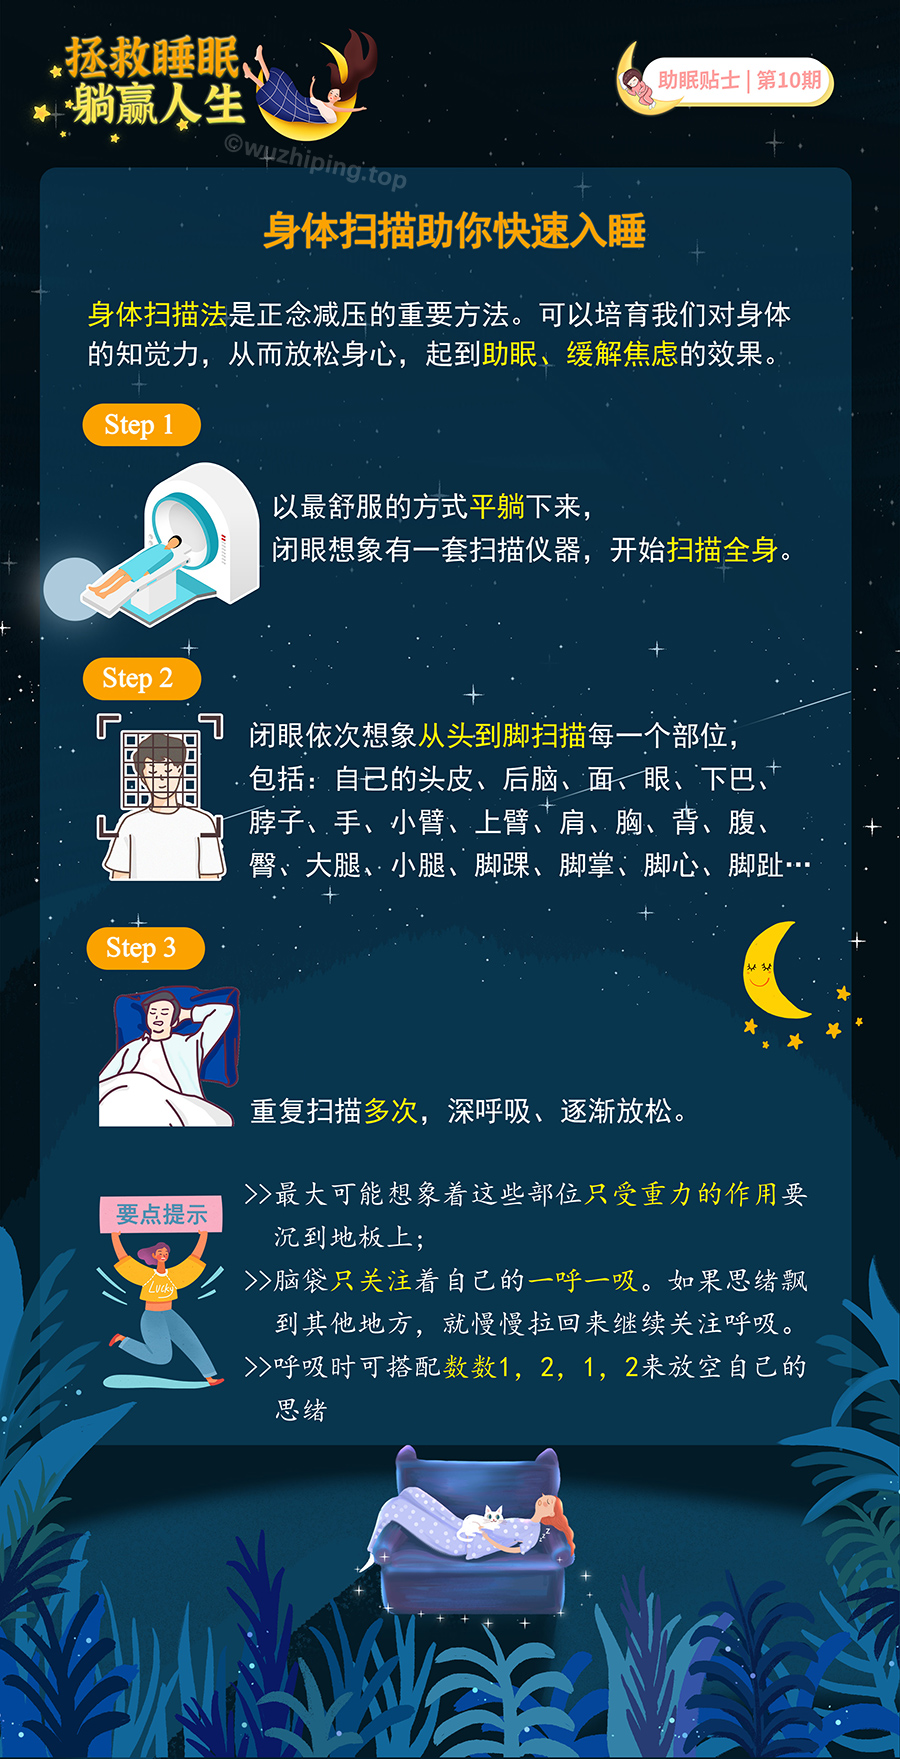 拯救睡眠
躺赢人生
助眠贴士 | 第10期
©wuzhiping.top
身体扫描助你快速入睡
身体扫描法是正念减压的重要方法。可以培育我们对身体
的知觉力，从而放松身心，起到助眠、缓解焦虑的效果。
Step 1
以最舒服的方式平躺下来，
闭眼想象有一套扫描仪器，开始扫描全身。
Step 2
闭眼依次想象从头到脚扫描每一个部位，
包括：自己的头皮、后脑、面、眼、下巴、
脖子、手、小臂、上臂、肩、胸、背、腹、
臀、大腿、小腿、脚踝、脚掌、脚心、脚趾…
Step 3
重复扫描多次，深呼吸、逐渐放松。
要点提示
Lucky
>>最大可能想象着这些部位只受重力的作用要
沉到地板上；
>>脑袋只关注着自己的一呼一吸。如果思绪飘
到其他地方，就慢慢拉回来继续关注呼吸。
>>呼吸时可搭配数数1，2，1，2来放空自己的
思绪
zzZ